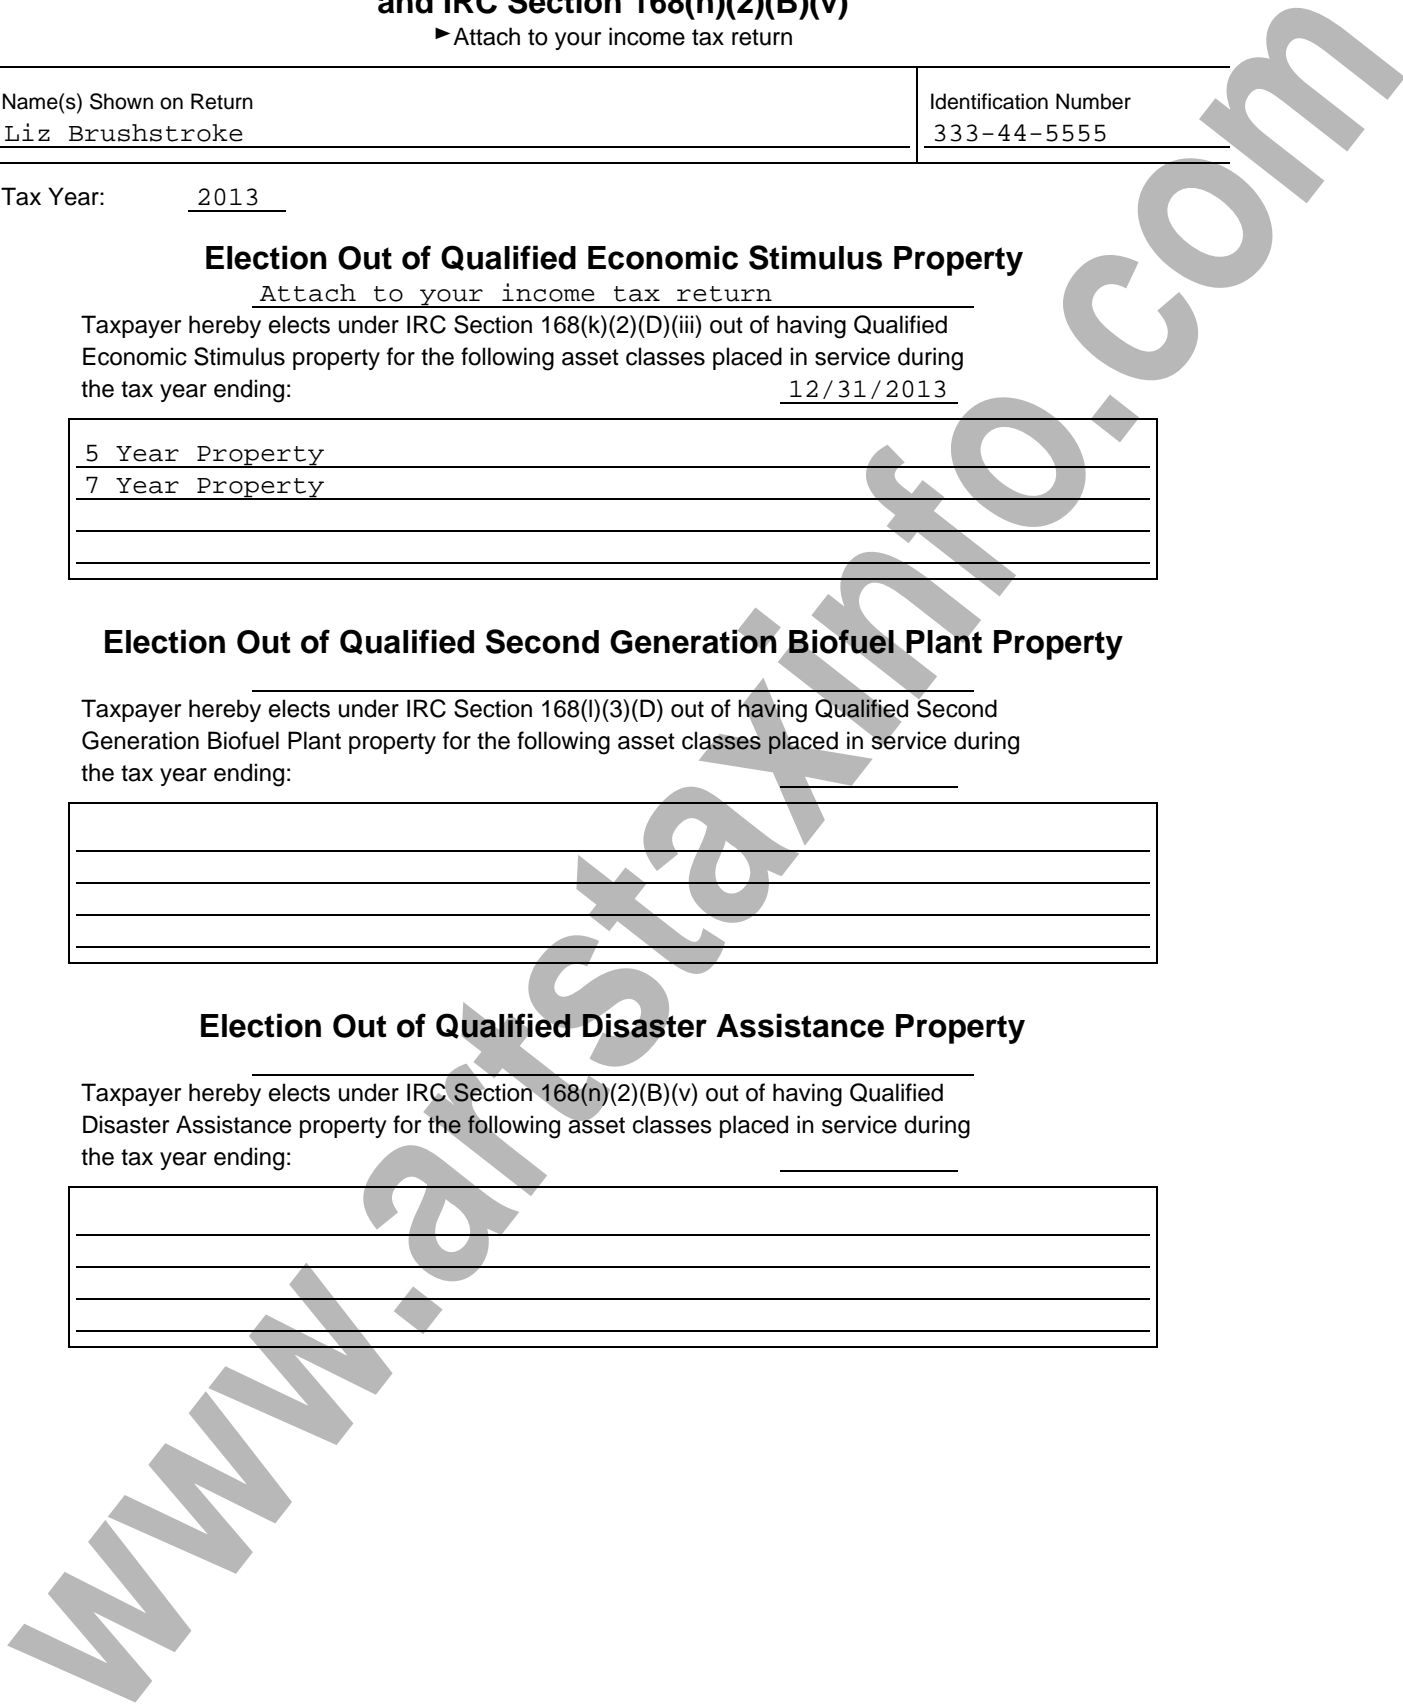 and IRC Section 168(n)(2)(B)(v)
►Attach to your income tax return
Name(s) Shown on Return
Identification Number
Liz Brushstroke
333-44-5555
Tax Year: 2013
Election Out of Qualified Economic Stimulus Property
Attach to your income tax return
Taxpayer hereby elects under IRC Section 168(k)(2)(D)(iii) out of having Qualified
Economic Stimulus property for the following asset classes placed in service during
the tax year ending: 12/31/2013
5 Year Property
7 Year Property
Election Out of Qualified Second Generation Biofuel Plant Property
Taxpayer hereby elects under IRC Section 168(l)(3)(D) out of having Qualified Second
Generation Biofuel Plant property for the following asset classes placed in service during
the tax year ending:
Election Out of Qualified Disaster Assistance Property
Taxpayer hereby elects under IRC Section 168(n)(2)(B)(v) out of having Qualified
Disaster Assistance property for the following asset classes placed in service during
the tax year ending:
www.artstaxinfo.com